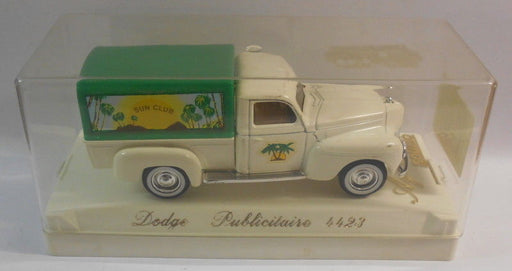 SUN CLUB
Dodge Publicitaire 4423